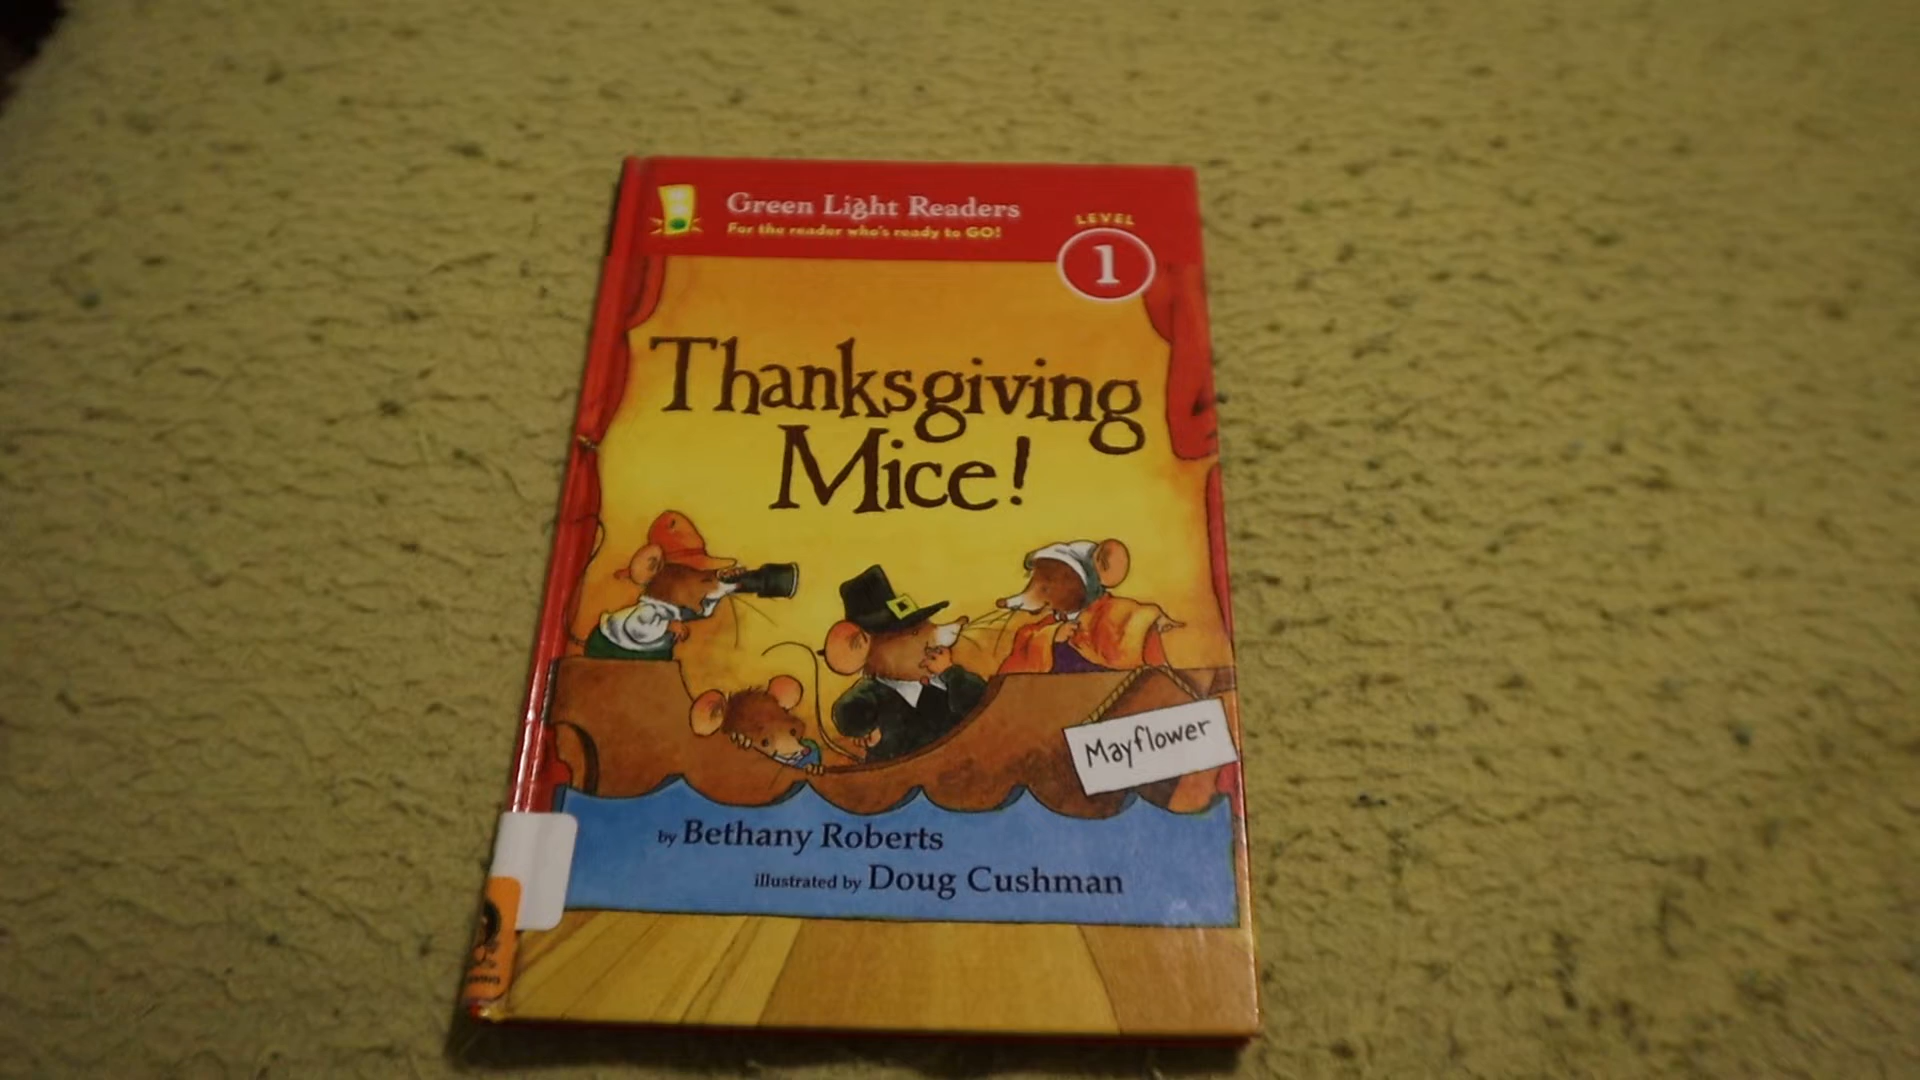 Green Light Readers
For the reader who's ready to GO!
LEVEL
1
Thanksgiving
Mice!
Mayflower
by Bethany Roberts
illustrated by Doug Cushman